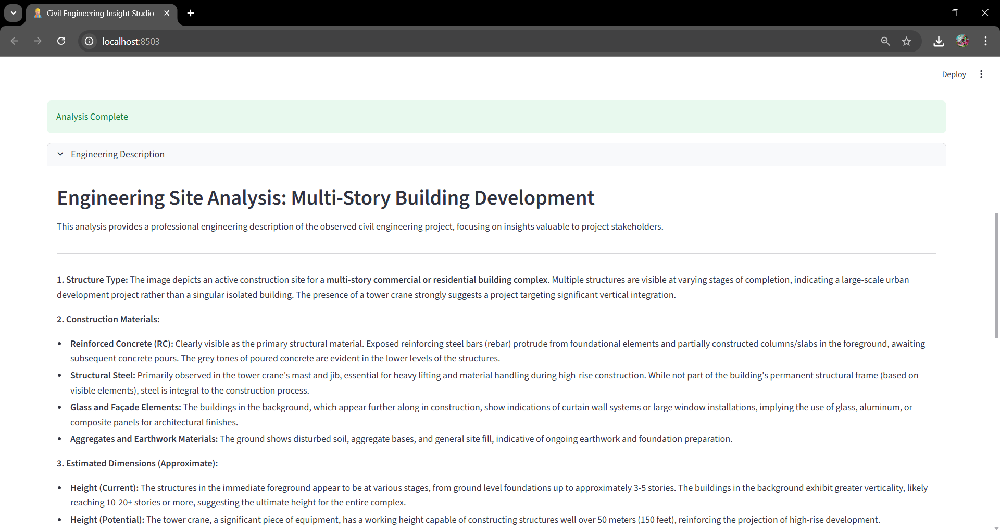 Civil Engineering Insight Studio
localhost:8503
Deploy
Analysis Complete
Engineering Description
Engineering Site Analysis: Multi-Story Building Development
This analysis provides a professional engineering description of the observed civil engineering project, focusing on insights valuable to project stakeholders.
1. Structure Type: The image depicts an active construction site for a multi-story commercial or residential building complex. Multiple structures are visible at varying stages of completion, indicating a large-scale urban
development project rather than a singular isolated building. The presence of a tower crane strongly suggests a project targeting significant vertical integration.
2. Construction Materials:
• Reinforced Concrete (RC): Clearly visible as the primary structural material. Exposed reinforcing steel bars (rebar) protrude from foundational elements and partially constructed columns/slabs in the foreground, awaiting
subsequent concrete pours. The grey tones of poured concrete are evident in the lower levels of the structures.
• Structural Steel: Primarily observed in the tower crane's mast and jib, essential for heavy lifting and material handling during high-rise construction. While not part of the building's permanent structural frame (based on
visible elements), steel is integral to the construction process.
• Glass and Façade Elements: The buildings in the background, which appear further along in construction, show indications of curtain wall systems or large window installations, implying the use of glass, aluminum, or
composite panels for architectural finishes.
• Aggregates and Earthwork Materials: The ground shows disturbed soil, aggregate bases, and general site fill, indicative of ongoing earthwork and foundation preparation.
3. Estimated Dimensions (Approximate):
• Height (Current): The structures in the immediate foreground appear to be at various stages, from ground level foundations up to approximately 3-5 stories. The buildings in the background exhibit greater verticality, likely
reaching 10-20+ stories or more, suggesting the ultimate height for the entire complex.
• Height (Potential): The tower crane, a significant piece of equipment, has a working height capable of constructing structures well over 50 meters (150 feet), reinforcing the projection of high-rise development.